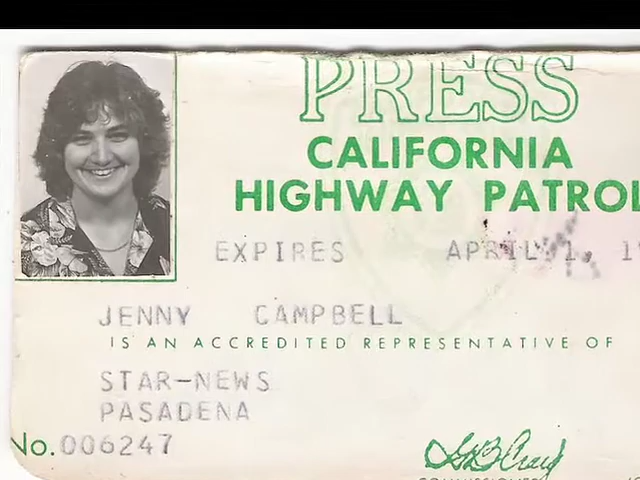 PRESS
CALIFORNIA
HIGHWAY PATROL
EXPIRES APRIL 1, 1
JENNY CAMPBELL
IS AN ACCREDITED REPRESENTATIVE OF
STAR-NEWS
PASADENA
No. 006247